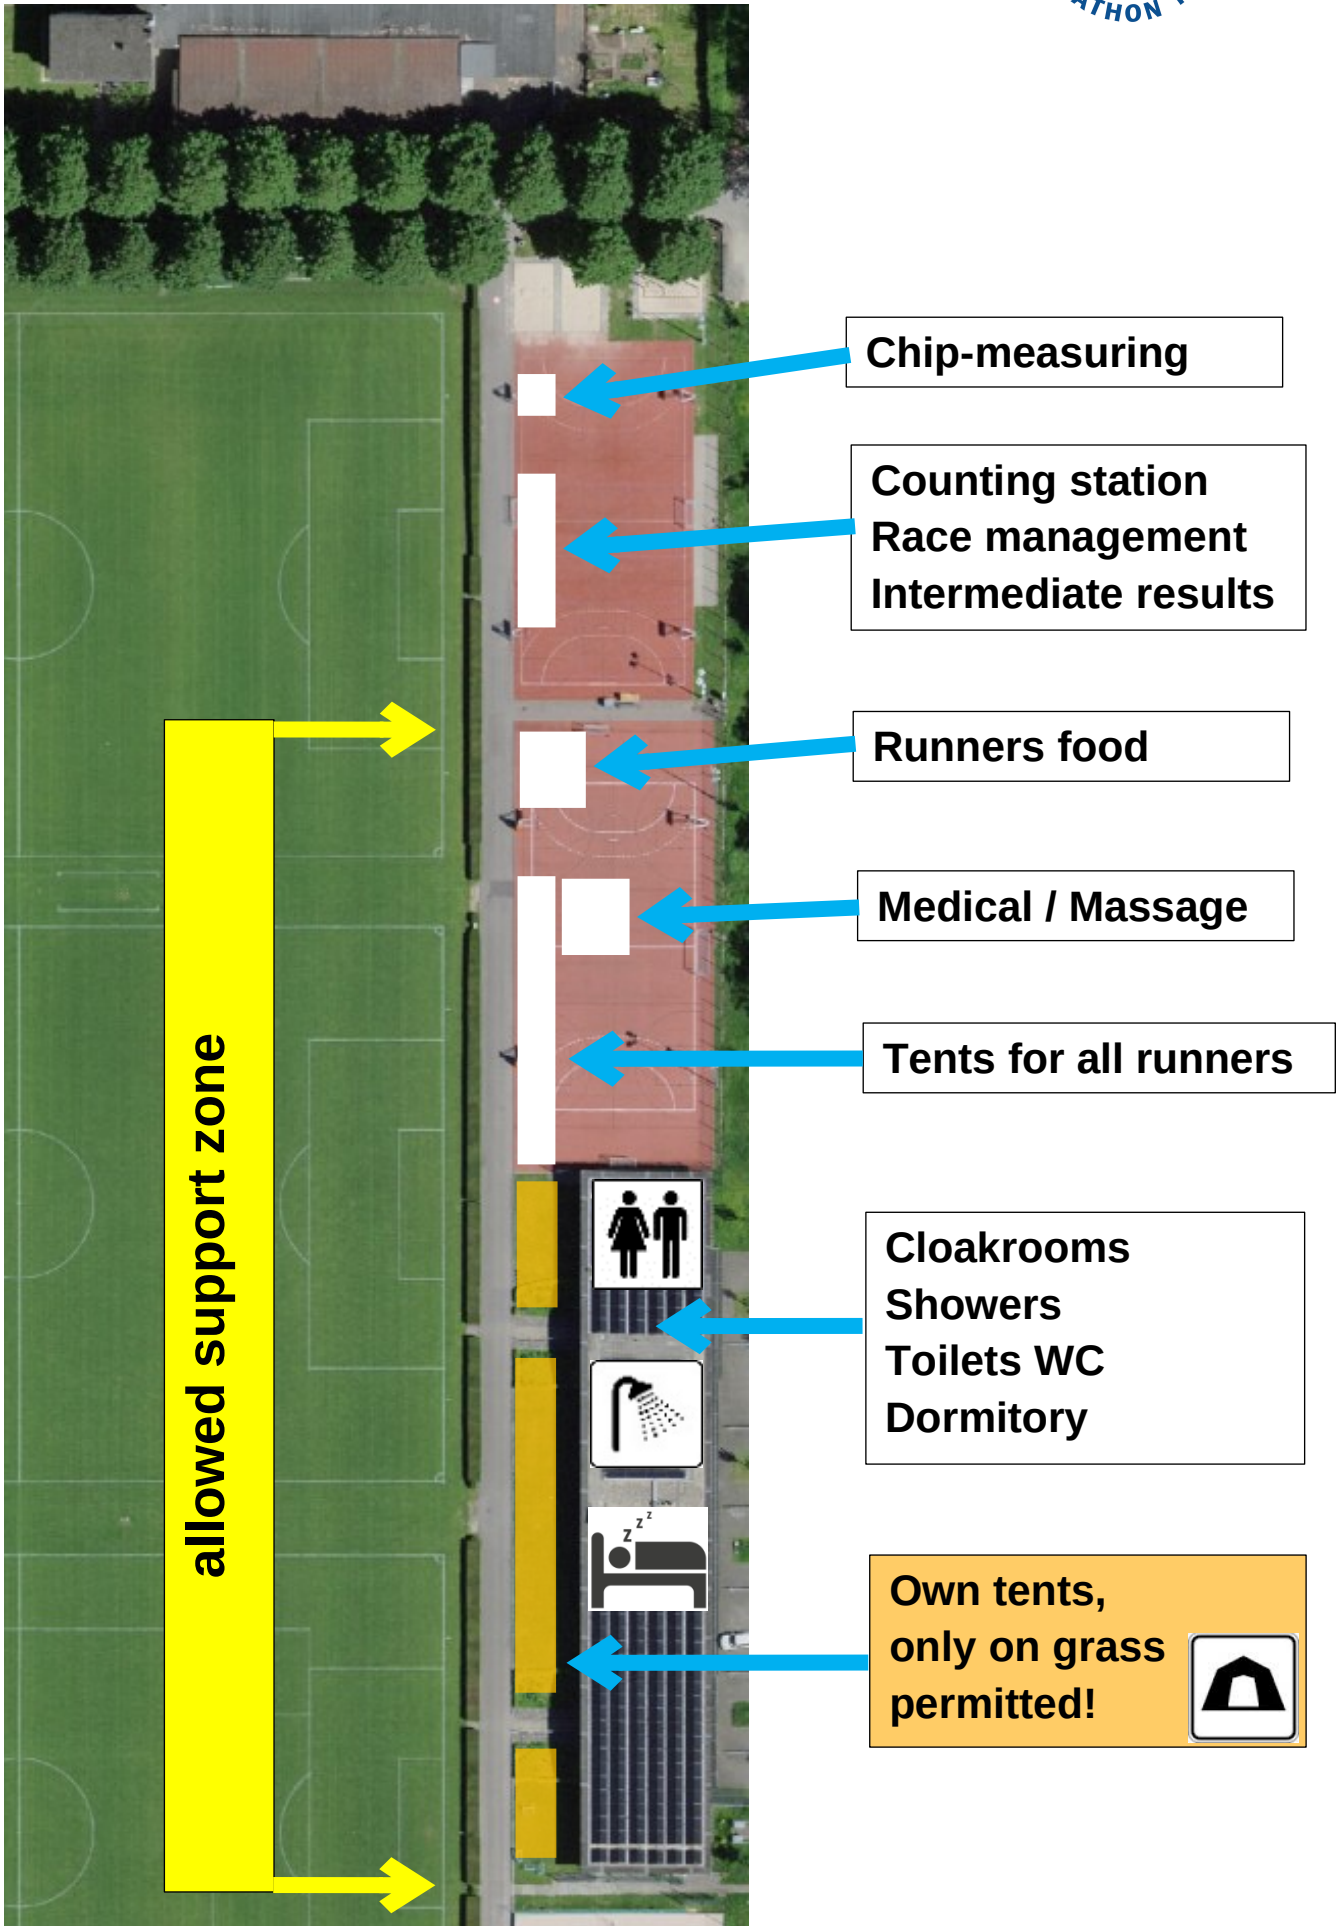 Chip-measuring
Counting station
Race management
Intermediate results
Runners food
Medical / Massage
Tents for all runners
allowed support zone
Cloakrooms
Showers
Toilets WC
Dormitory
z z z
Own tents,
only on grass
permitted!